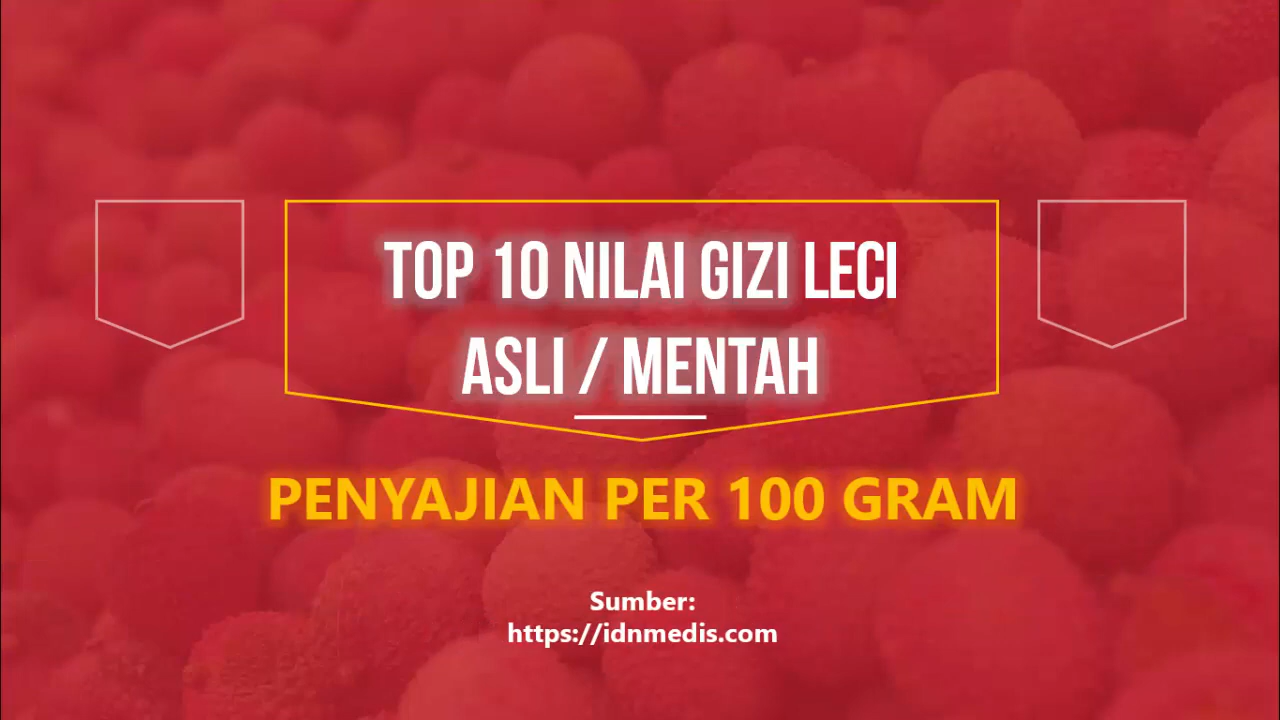 TOP 10 NILAI GIZI LECI
ASLI / MENTAH
PENYAJIAN PER 100 GRAM
Sumber:
https://idnmedis.com